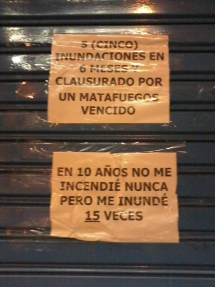 5 (CINCO)
INUNDACIONES EN
6 MESES Y
CLAUSURADO POR
UN MATAFUEGOS
VENCIDO
EN 10 AÑOS NO ME
INCENDIÉ NUNCA
PERO ME INUNDÉ
15 VECES